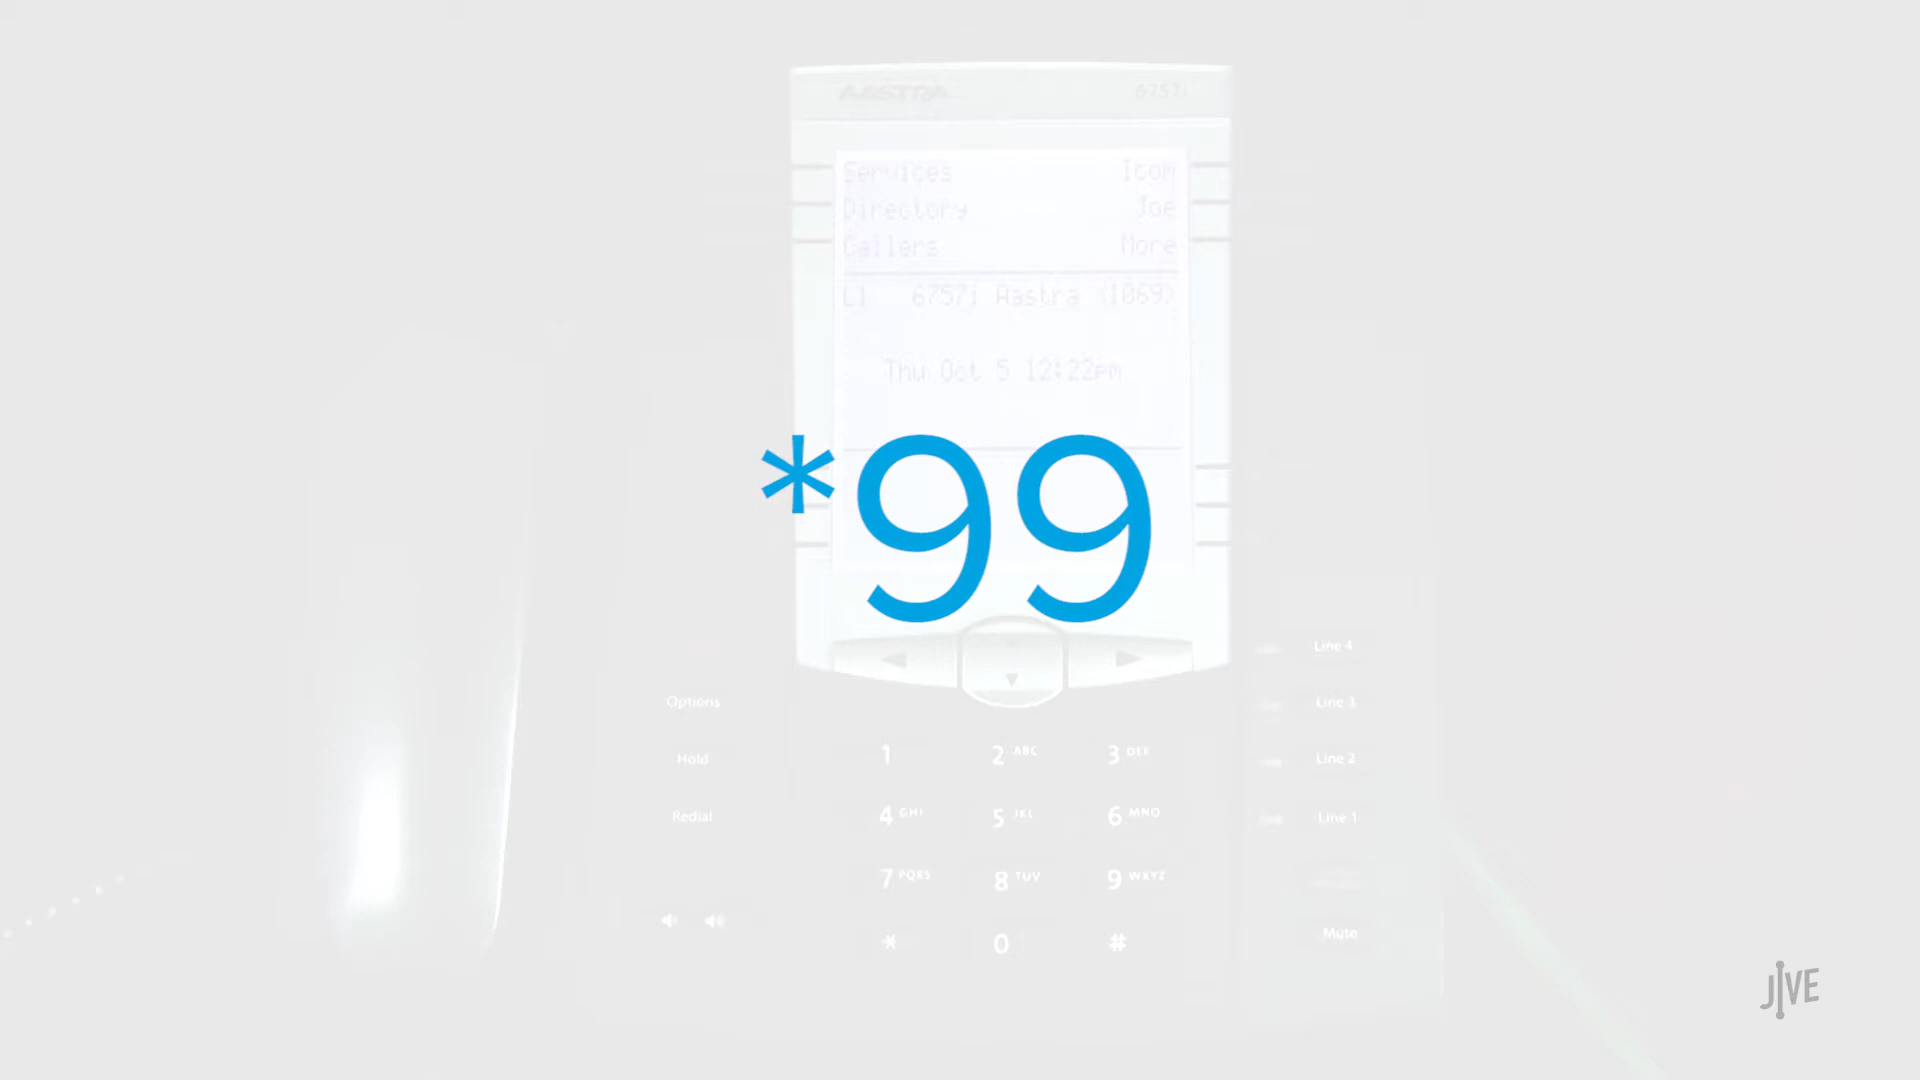 AASTRA 6757i
Services Icom
Directory Joe
Callers More
L1 6757i Aastra (1069)
Thu Oct 5 12:22pm
*99
Line 4
Options Line 3
1 2 ABC 3 DEF
Hold Line 2
4 GHI 5 JKL 6 MNO
Redial Line 1
7 PQRS 8 TUV 9 WXYZ
* 0 #
Mute
JIVE